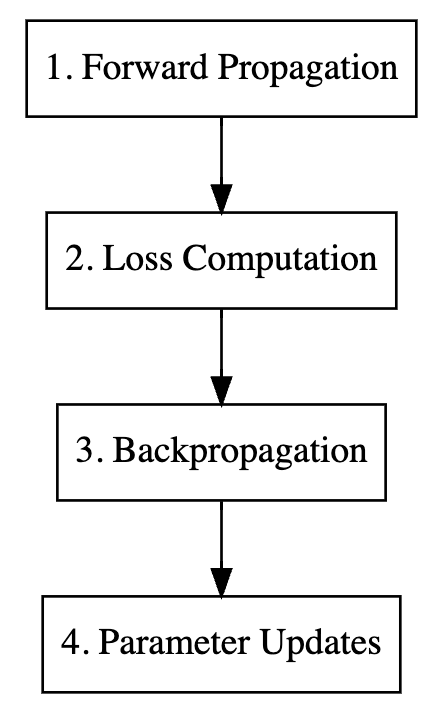 1. Forward Propagation
2. Loss Computation
3. Backpropagation
4. Parameter Updates